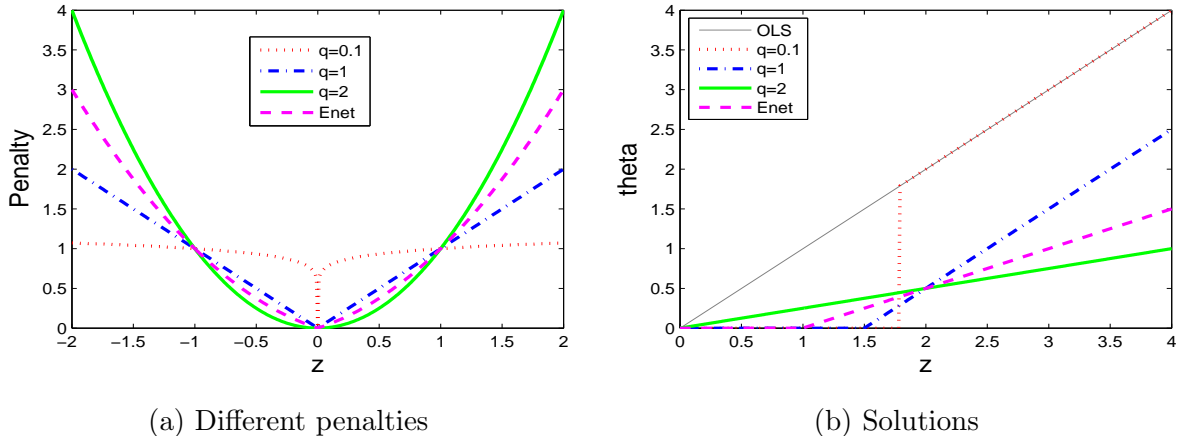 4
3.5
3
2.5
2
1.5
1
0.5
0
Penalty
−2
−1.5
−1
−0.5
0
0.5
1
1.5
2
z
q=0.1
q=1
q=2
Enet
(a) Different penalties
4
3.5
3
2.5
2
1.5
1
0.5
0
theta
0
0.5
1
1.5
2
2.5
3
3.5
4
z
OLS
q=0.1
q=1
q=2
Enet
(b) Solutions